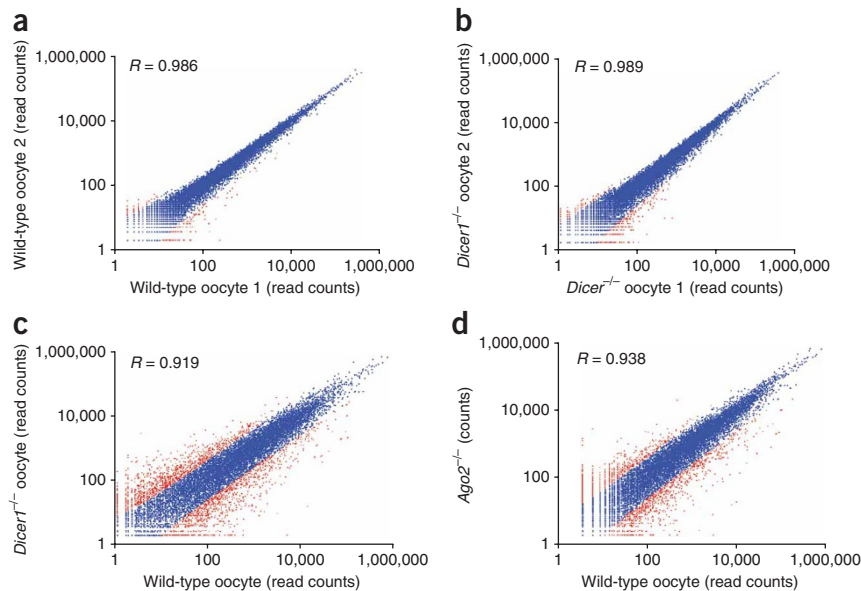 a
1,000,000
10,000
100
1
R = 0.986
Wild-type oocyte 2 (read counts)
1 100 10,000 1,000,000
Wild-type oocyte 1 (read counts)
b
1,000,000
10,000
100
1
R = 0.989
Dicer1−/− oocyte 2 (read counts)
1 100 10,000 1,000,000
Dicer−/− oocyte 1 (read counts)
c
1,000,000
10,000
100
1
R = 0.919
Dicer1−/− oocyte (read counts)
1 100 10,000 1,000,000
Wild-type oocyte (read counts)
d
1,000,000
10,000
100
1
R = 0.938
Ago2−/− (counts)
1 100 10,000 1,000,000
Wild-type oocyte (read counts)